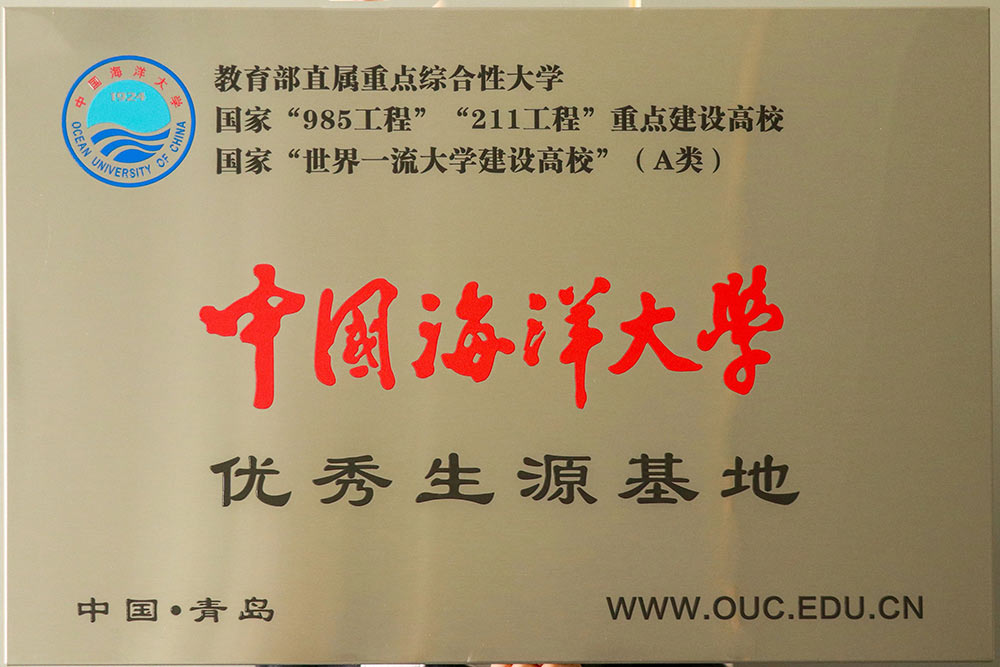 中国海洋大学
1924
OCEAN UNIVERSITY OF CHINA
教育部直属重点综合性大学
国家“985工程”“211工程”重点建设高校
国家“世界一流大学建设高校”（A类）
中國海洋大學
优秀生源基地
中国·青岛
WWW.OUC.EDU.CN